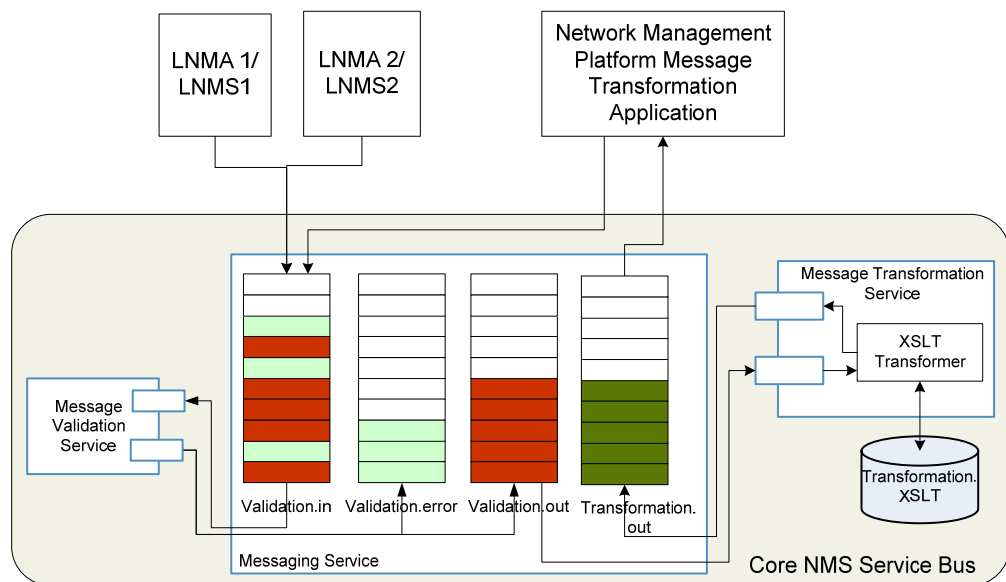 LNMA 1/
LNMS1
LNMA 2/
LNMS2
Network Management
Platform Message
Transformation
Application
Message Transformation
Service
XSLT
Transformer
Message
Validation
Service
Transformation.
XSLT
Validation.in
Validation.error
Validation.out
Transformation.
out
Messaging Service
Core NMS Service Bus